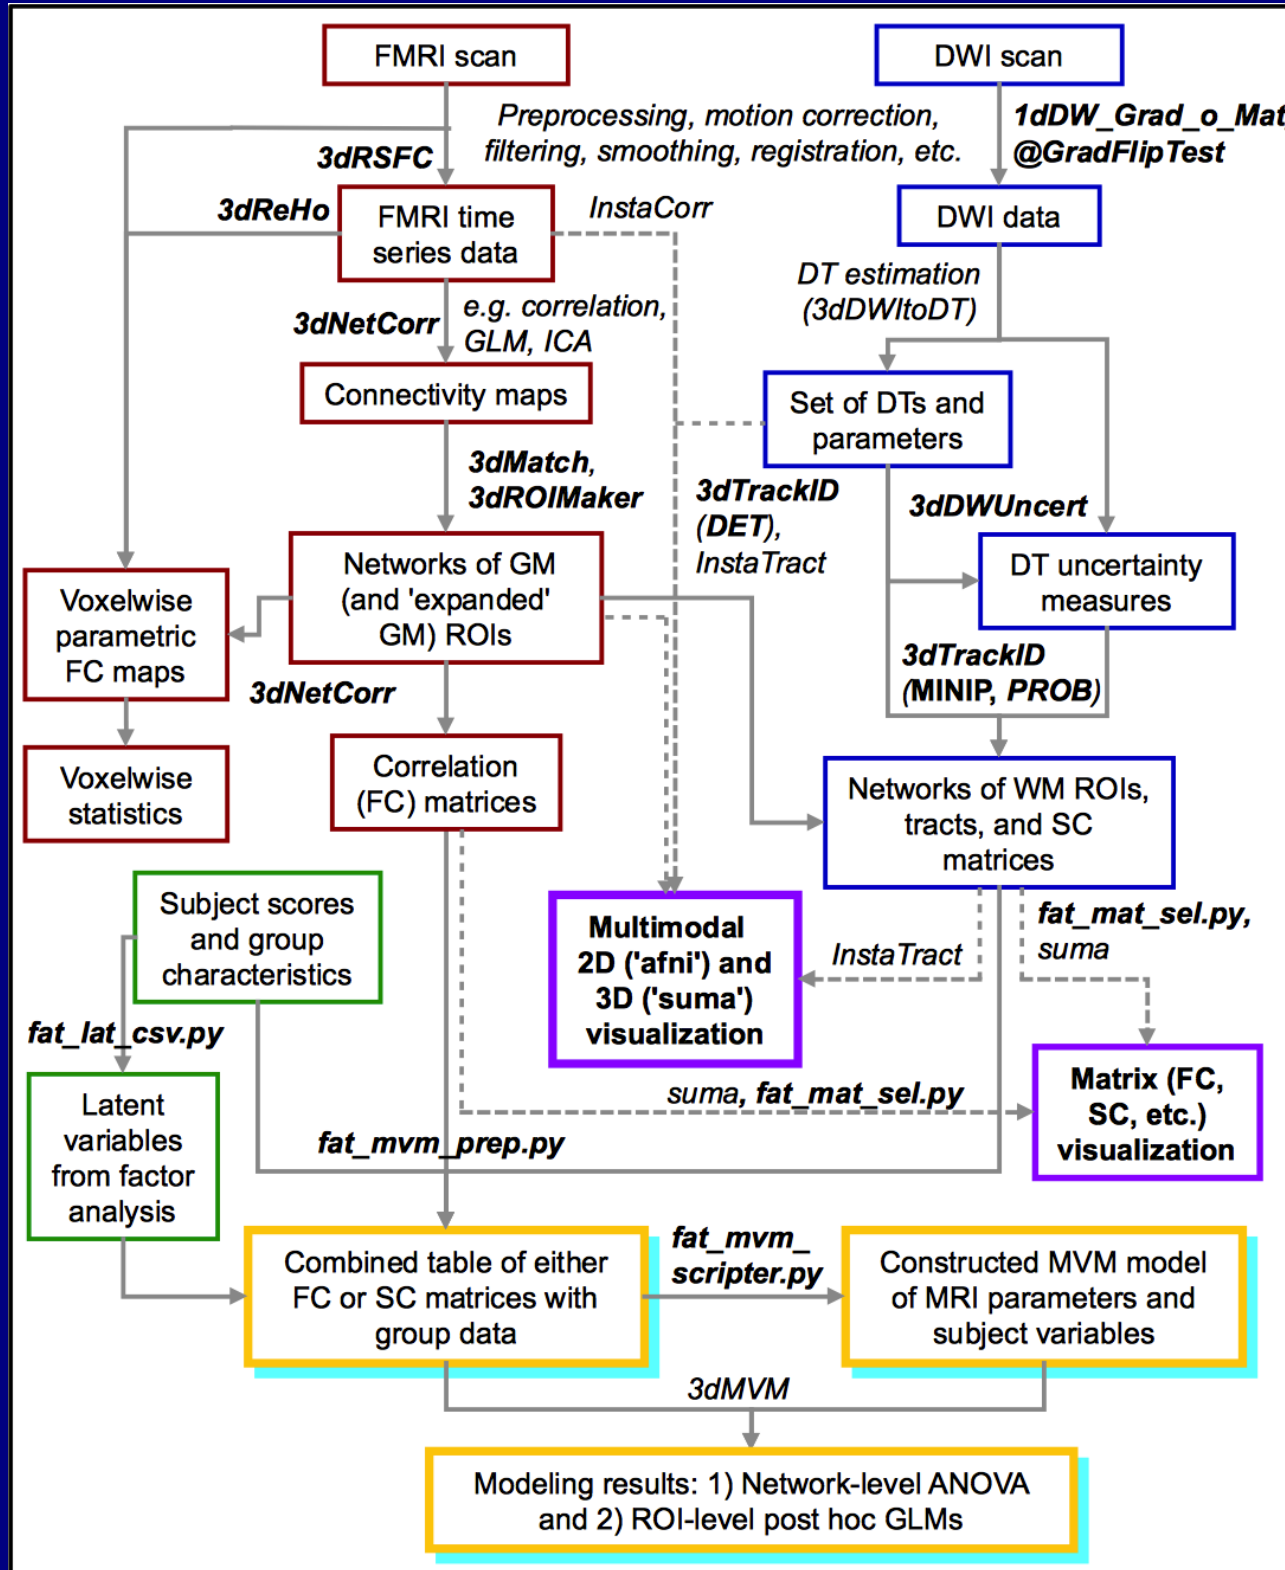 FMRI scan
DWI scan
Preprocessing, motion correction,
filtering, smoothing, registration, etc.
1dDW_Grad_o_Mat,
@GradFlipTest
3dRSFC
3dReHo
FMRI time
series data
InstaCorr
DWI data
DT estimation
(3dDWItoDT)
3dNetCorr
e.g. correlation,
GLM, ICA
Connectivity maps
Set of DTs and
parameters
3dMatch,
3dROIMaker
3dTrackID
(DET),
InstaTract
3dDWUncert
Networks of GM
(and 'expanded'
GM) ROIs
DT uncertainty
measures
Voxelwise
parametric
FC maps
3dNetCorr
3dTrackID
(MINIP, PROB)
Voxelwise
statistics
Correlation
(FC) matrices
Networks of WM ROIs,
tracts, and SC
matrices
Subject scores
and group
characteristics
Multimodal
2D ('afni') and
3D ('suma')
visualization
InstaTract
fat_mat_sel.py,
suma
fat_lat_csv.py
Latent
variables
from factor
analysis
suma, fat_mat_sel.py
Matrix (FC,
SC, etc.)
visualization
fat_mvm_prep.py
Combined table of either
FC or SC matrices with
group data
fat_mvm_
scripter.py
Constructed MVM model
of MRI parameters and
subject variables
3dMVM
Modeling results: 1) Network-level ANOVA
and 2) ROI-level post hoc GLMs